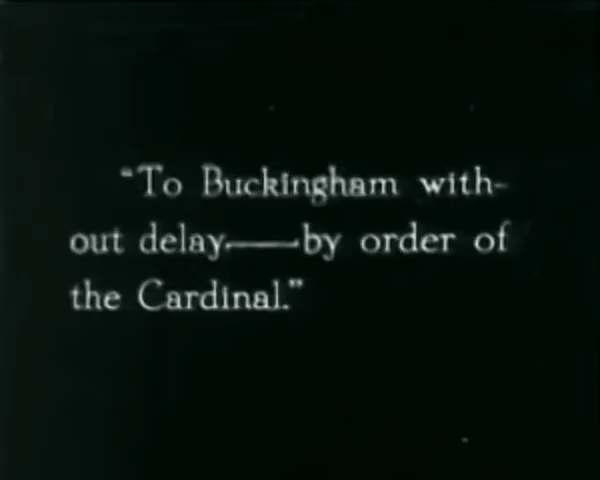 “To Buckingham with-
out delay——by order of
the Cardinal.”